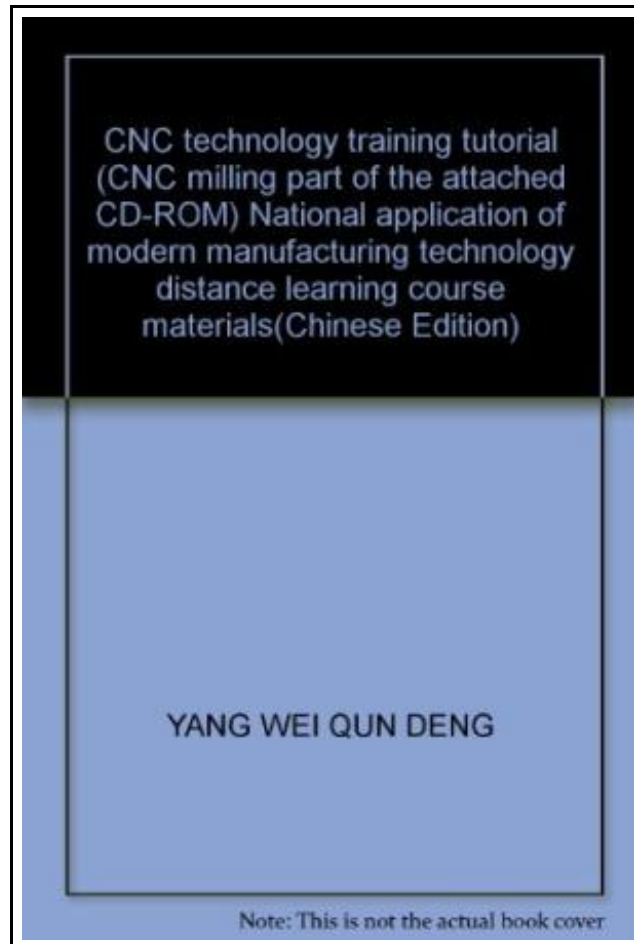 CNC technology training tutorial
(CNC milling part of the attached
CD-ROM) National application of
modern manufacturing technology
distance learning course
materials(Chinese Edition)
YANG WEI QUN DENG
Note: This is not the actual book cover